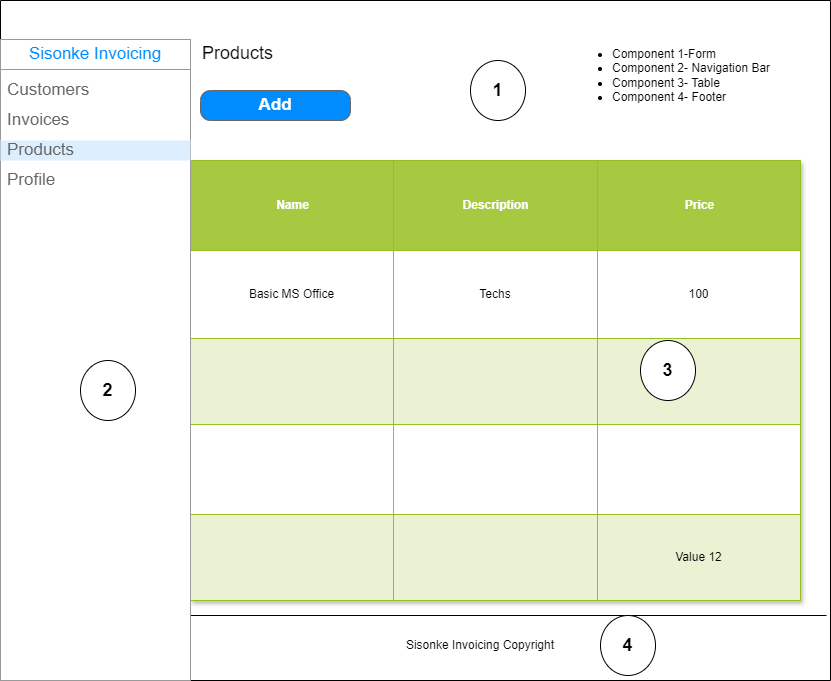 Sisonke Invoicing
Customers
Invoices
Products
Profile
2
Products
Add
1
Component 1-Form
Component 2- Navigation Bar
Component 3- Table
Component 4- Footer
Name Description Price
Basic MS Office Techs 100
3
Value 12
Sisonke Invoicing Copyright
4